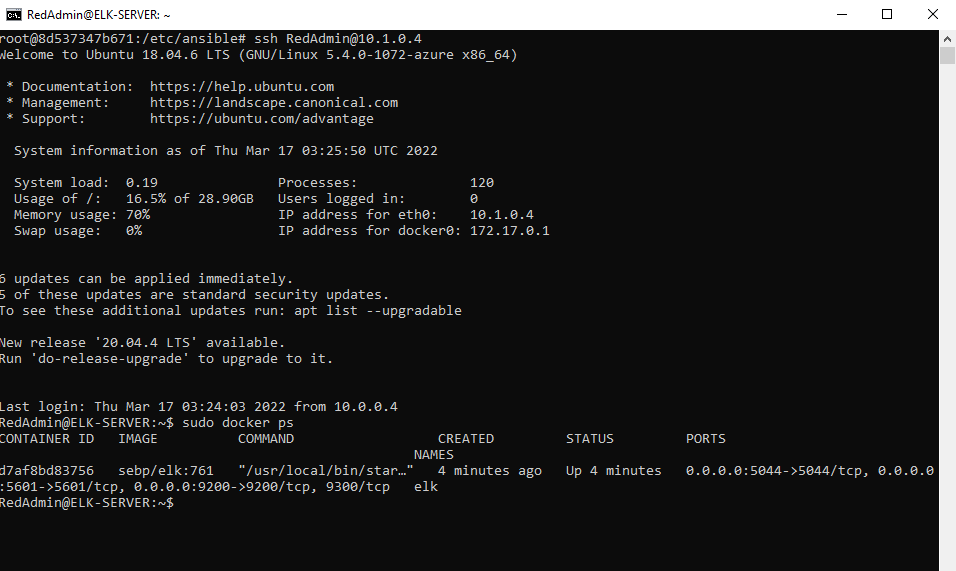 RedAdmin@ELK-SERVER: ~
root@8d537347b671:/etc/ansible# ssh RedAdmin@10.1.0.4
Welcome to Ubuntu 18.04.6 LTS (GNU/Linux 5.4.0-1072-azure x86_64)
* Documentation:  https://help.ubuntu.com
* Management:     https://landscape.canonical.com
* Support:        https://ubuntu.com/advantage
System information as of Thu Mar 17 03:25:50 UTC 2022
System load:  0.19               Processes:              120
Usage of /:   16.5% of 28.90GB   Users logged in:        0
Memory usage: 70%                IP address for eth0:    10.1.0.4
Swap usage:   0%                 IP address for docker0: 172.17.0.1
6 updates can be applied immediately.
5 of these updates are standard security updates.
To see these additional updates run: apt list --upgradable
New release '20.04.4 LTS' available.
Run 'do-release-upgrade' to upgrade to it.
Last login: Thu Mar 17 03:24:03 2022 from 10.0.0.4
RedAdmin@ELK-SERVER:~$ sudo docker ps
CONTAINER ID   IMAGE          COMMAND                  CREATED         STATUS         PORTS
NAMES
d7af8bd83756   sebp/elk:761   "/usr/local/bin/star…"   4 minutes ago   Up 4 minutes   0.0.0.0:5044->5044/tcp, 0.0.0.0
:5601->5601/tcp, 0.0.0.0:9200->9200/tcp, 9300/tcp   elk
RedAdmin@ELK-SERVER:~$